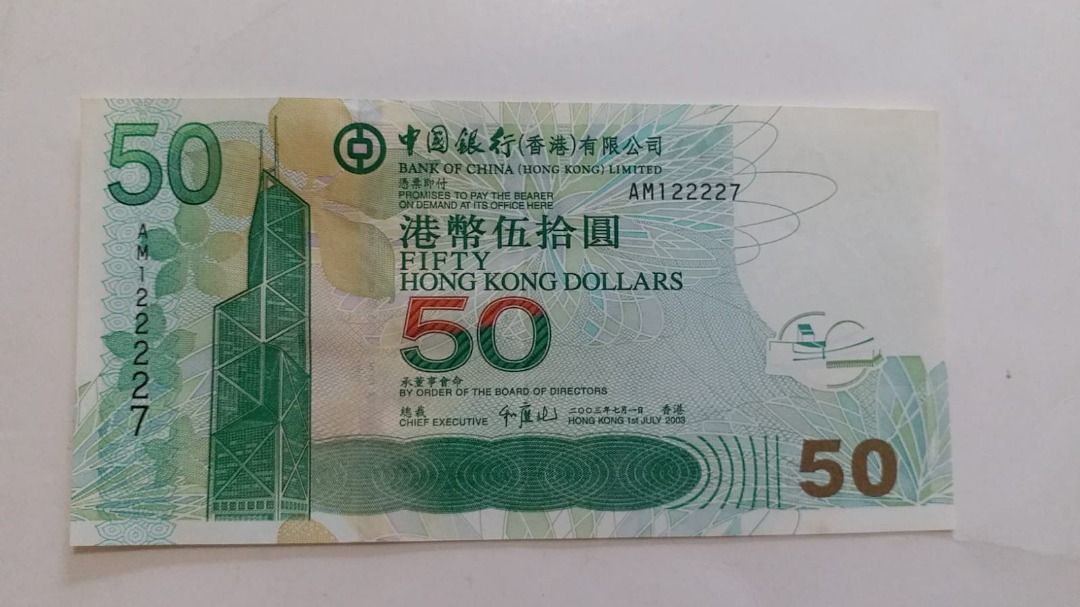 50
中國銀行(香港)有限公司
BANK OF CHINA (HONG KONG) LIMITED
憑票即付
PROMISES TO PAY THE BEARER
ON DEMAND AT ITS OFFICE HERE
AM122227
AM122227
港幣伍拾圓
FIFTY
HONG KONG DOLLARS
50
承董事會命
BY ORDER OF THE BOARD OF DIRECTORS
總裁 二〇〇三年七月一日 香港
CHIEF EXECUTIVE HONG KONG 1st JULY 2003
50